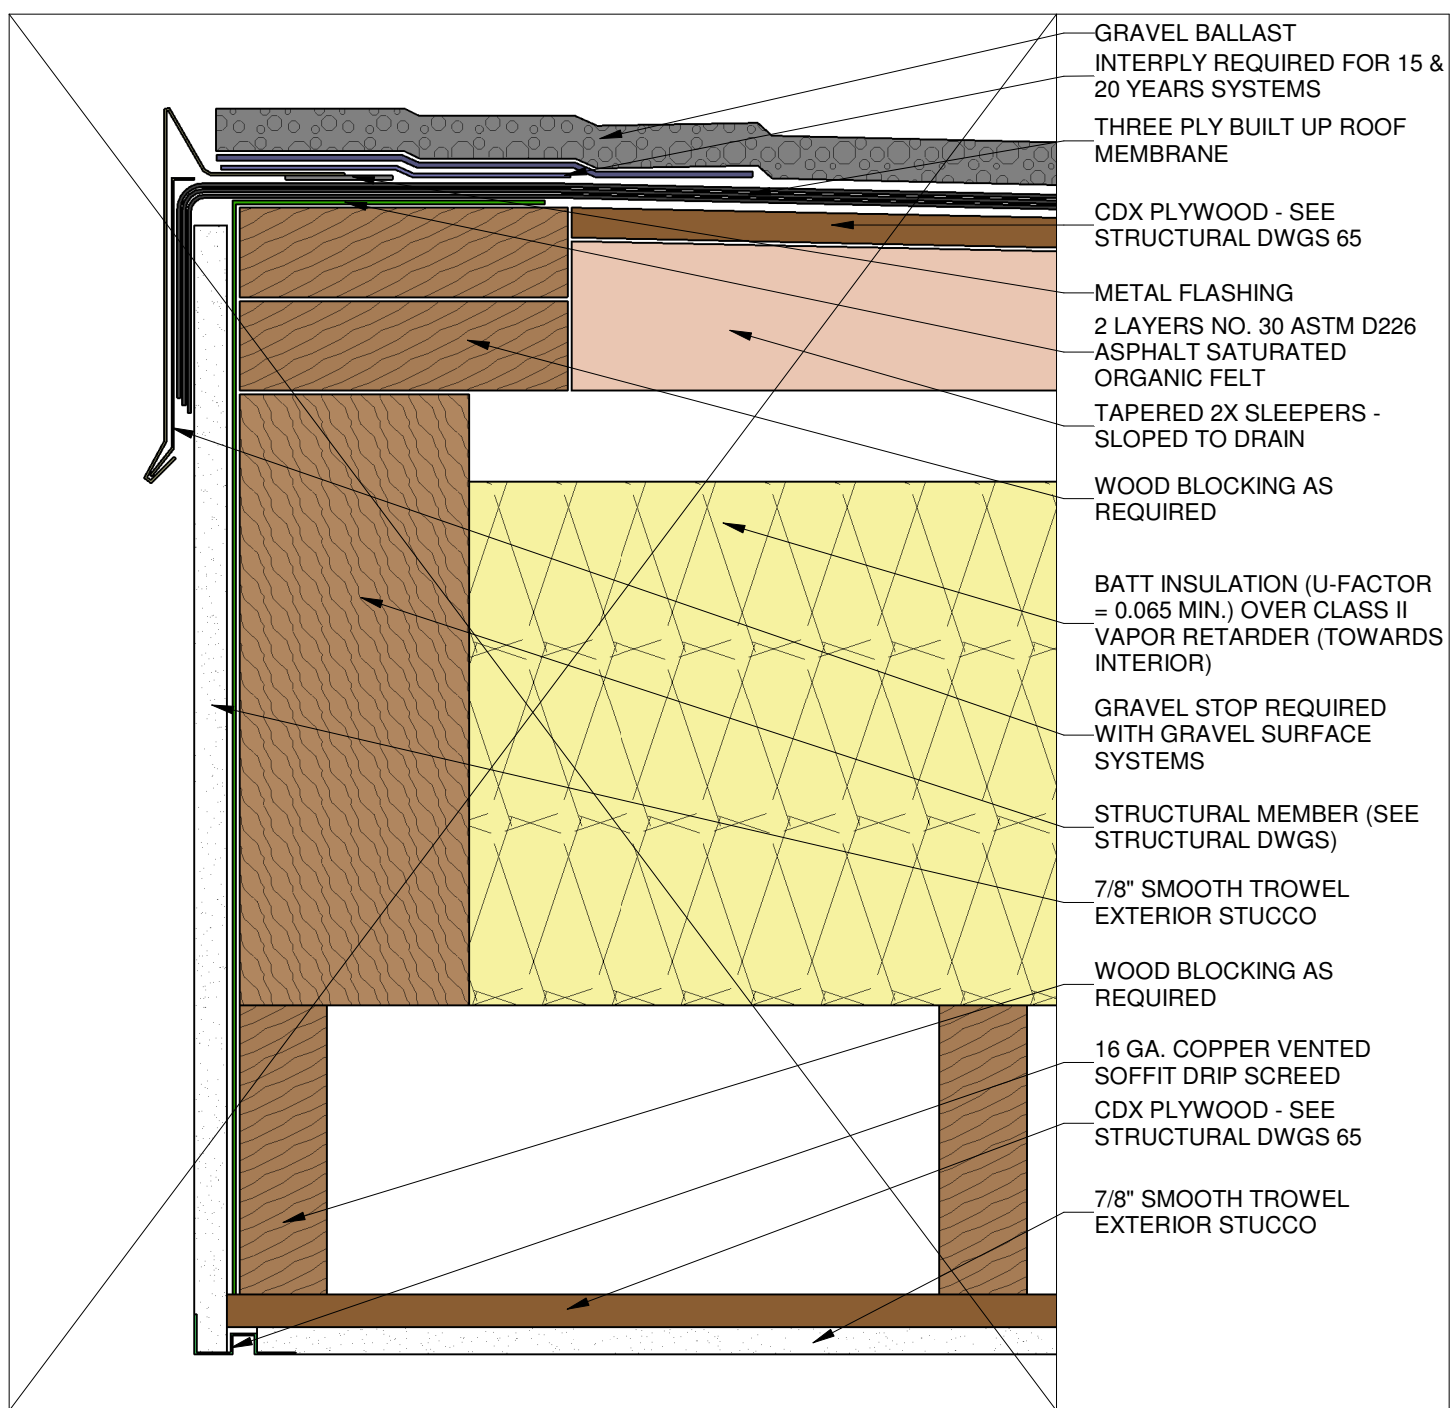 GRAVEL BALLAST
INTERPLY REQUIRED FOR 15 &
20 YEARS SYSTEMS
THREE PLY BUILT UP ROOF
MEMBRANE
CDX PLYWOOD - SEE
STRUCTURAL DWGS 65
METAL FLASHING
2 LAYERS NO. 30 ASTM D226
ASPHALT SATURATED
ORGANIC FELT
TAPERED 2X SLEEPERS -
SLOPED TO DRAIN
WOOD BLOCKING AS
REQUIRED
BATT INSULATION (U-FACTOR
= 0.065 MIN.) OVER CLASS II
VAPOR RETARDER (TOWARDS
INTERIOR)
GRAVEL STOP REQUIRED
WITH GRAVEL SURFACE
SYSTEMS
STRUCTURAL MEMBER (SEE
STRUCTURAL DWGS)
7/8" SMOOTH TROWEL
EXTERIOR STUCCO
WOOD BLOCKING AS
REQUIRED
16 GA. COPPER VENTED
SOFFIT DRIP SCREED
CDX PLYWOOD - SEE
STRUCTURAL DWGS 65
7/8" SMOOTH TROWEL
EXTERIOR STUCCO